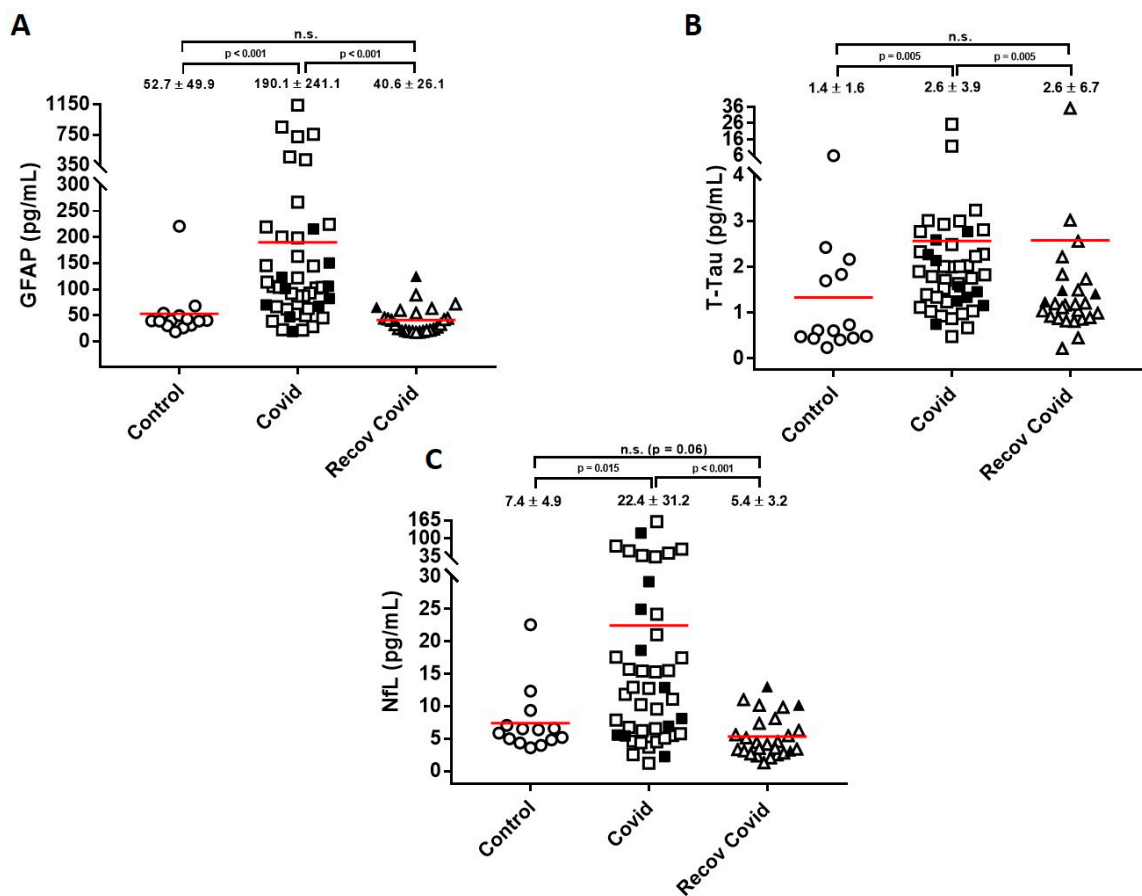 A
n.s.
p < 0.001 p < 0.001
52.7 ± 49.9 190.1 ± 241.1 40.6 ± 26.1
GFAP (pg/mL)
1150
750
350
300
250
200
150
100
50
0
Control Covid Recov Covid
B
n.s.
p = 0.005 p = 0.005
1.4 ± 1.6 2.6 ± 3.9 2.6 ± 6.7
T-Tau (pg/mL)
36
26
16
6
4
3
2
1
0
Control Covid Recov Covid
C
n.s. (p = 0.06)
p = 0.015 p < 0.001
7.4 ± 4.9 22.4 ± 31.2 5.4 ± 3.2
NfL (pg/mL)
165
100
35
30
25
20
15
10
5
0
Control Covid Recov Covid